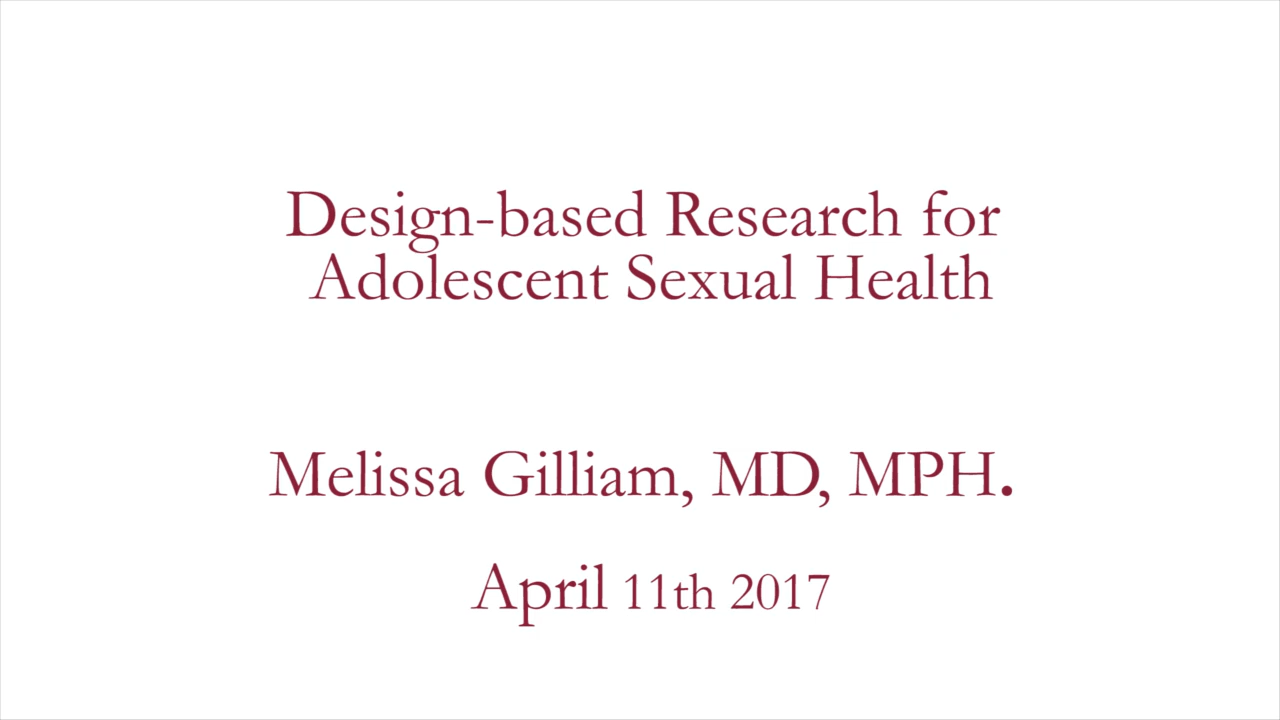 Design-based Research for
Adolescent Sexual Health
Melissa Gilliam, MD, MPH.
April 11th 2017